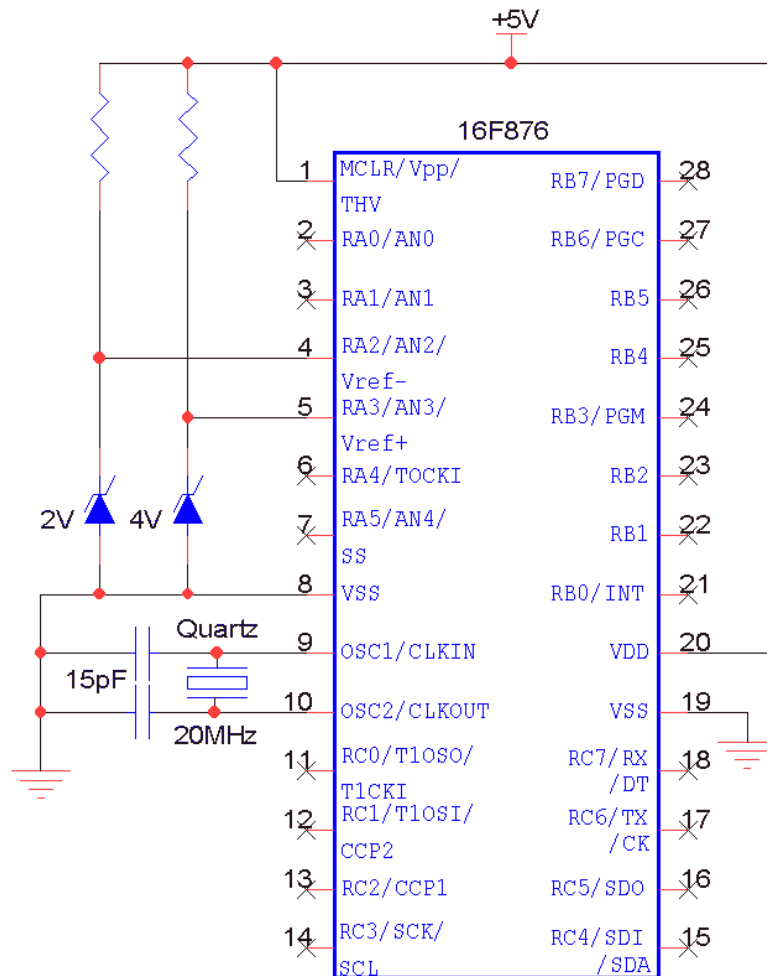 +5V
16F876
1 MCLR/Vpp/
THV
RB7/PGD 28
2 RA0/AN0
RB6/PGC 27
3 RA1/AN1
RB5 26
4 RA2/AN2/
Vref-
RB4 25
5 RA3/AN3/
Vref+
RB3/PGM 24
6 RA4/TOCKI
RB2 23
2V 4V
7 RA5/AN4/
SS
RB1 22
8 VSS
RB0/INT 21
Quartz
9 OSC1/CLKIN
VDD 20
15pF
10 OSC2/CLKOUT
VSS 19
20MHz
11 RC0/T1OSO/
T1CKI
RC7/RX
/DT 18
12 RC1/T1OSI/
CCP2
RC6/TX
/CK 17
13 RC2/CCP1
RC5/SDO 16
14 RC3/SCK/
SCL
RC4/SDI
/SDA 15